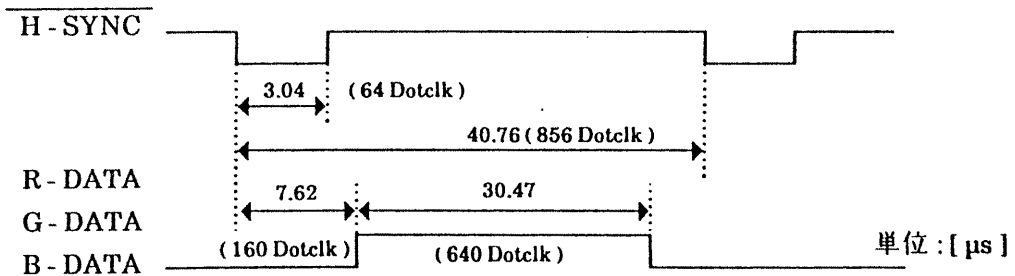 H - SYNC
3.04 ( 64 Dotclk )
40.76 ( 856 Dotclk )
R - DATA
7.62 30.47
G - DATA
( 160 Dotclk ) ( 640 Dotclk ) 単位 : [ μs ]
B - DATA